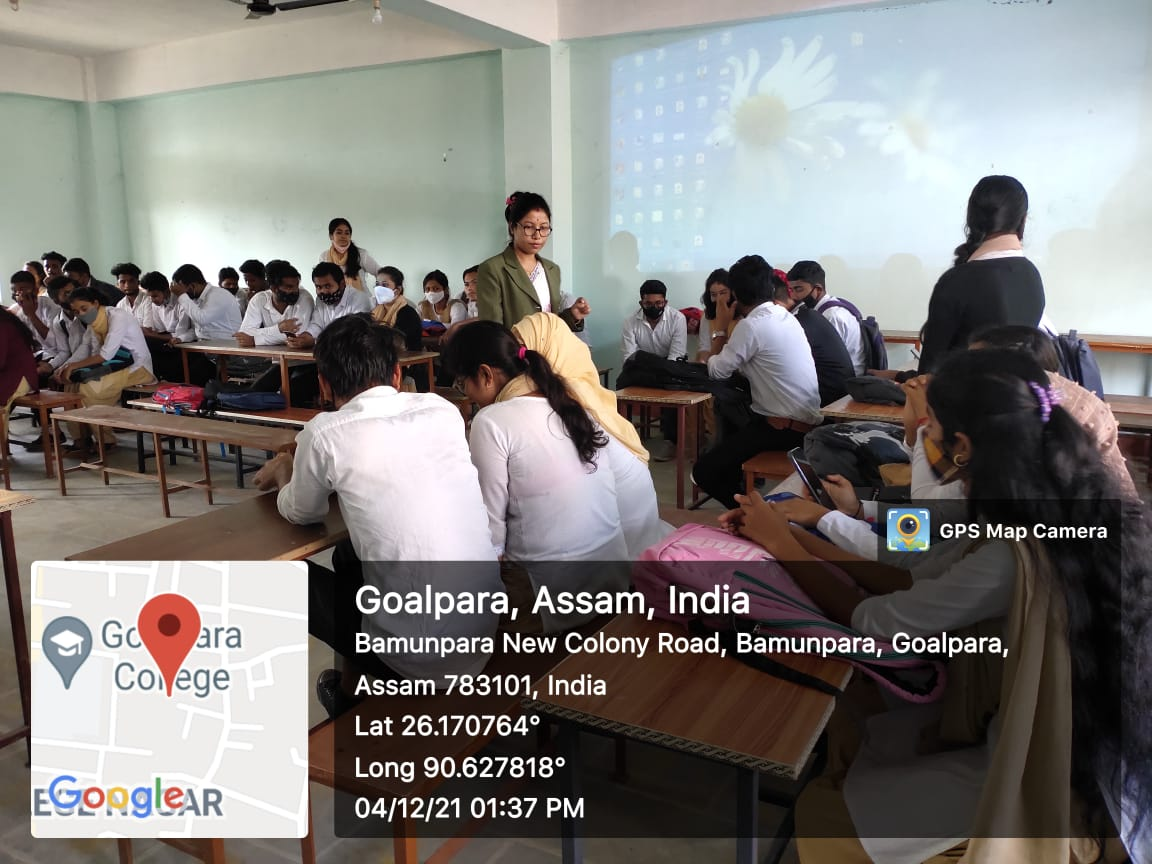 GPS Map Camera
Goalpara, Assam, India
Bamunpara New Colony Road, Bamunpara, Goalpara,
Assam 783101, India
Lat 26.170764°
Long 90.627818°
04/12/21 01:37 PM
College
Google